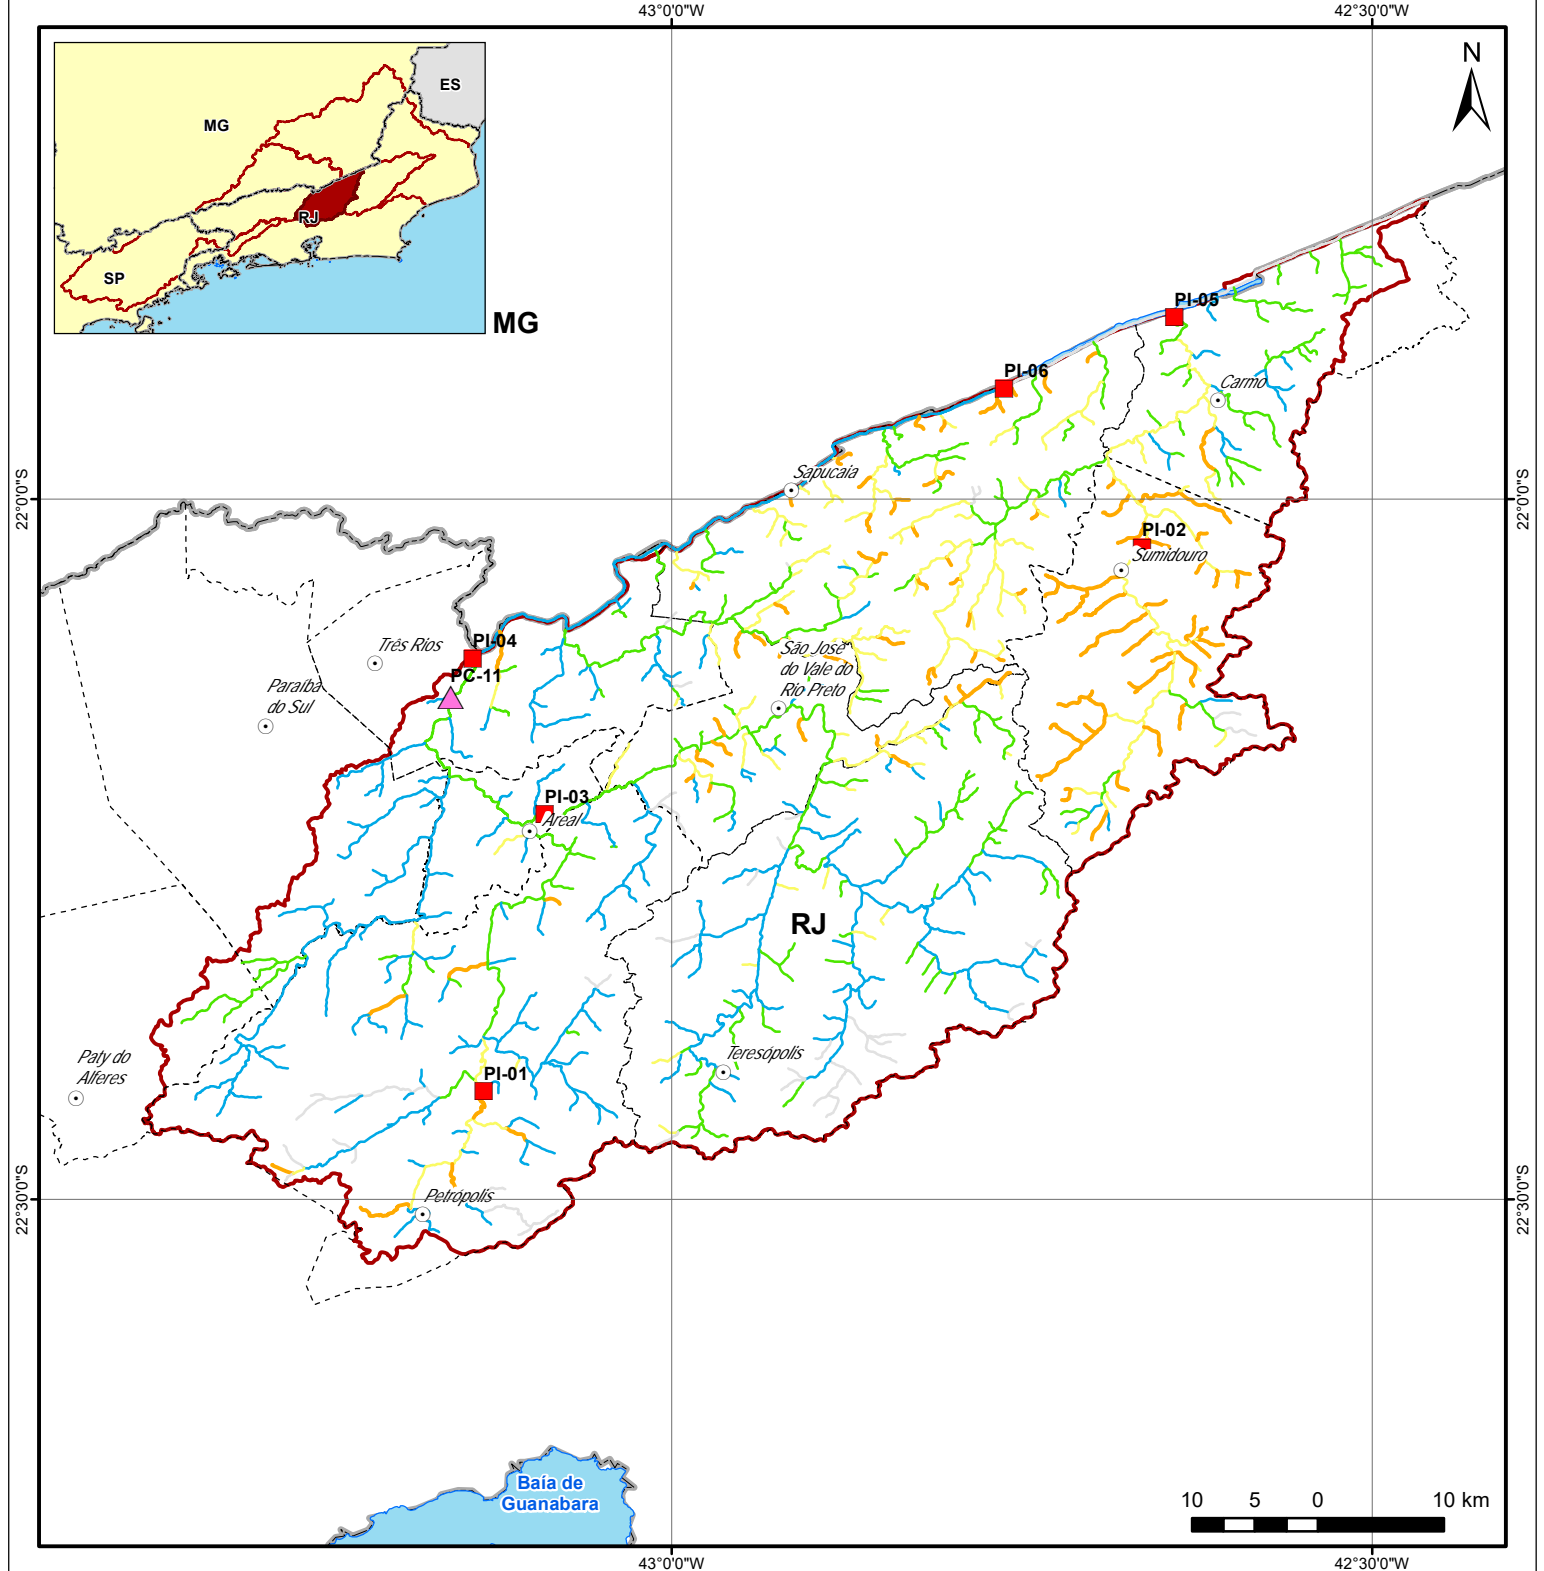 43°0'0"W
42°30'0"W
ES
MG
RJ
SP
N
MG
PI-05
PI-06
Carmo
Sapucaia
22°0'0"S
22°0'0"S
PI-02
Sumidouro
PI-04
Três Rios
PC-11
São José
do Vale do
Rio Preto
Paraíba
do Sul
PI-03
Areal
RJ
Teresópolis
Paty do
Alferes
PI-01
Petrópolis
22°30'0"S
22°30'0"S
Baía de
Guanabara
10 5 0 10 km
43°0'0"W
42°30'0"W